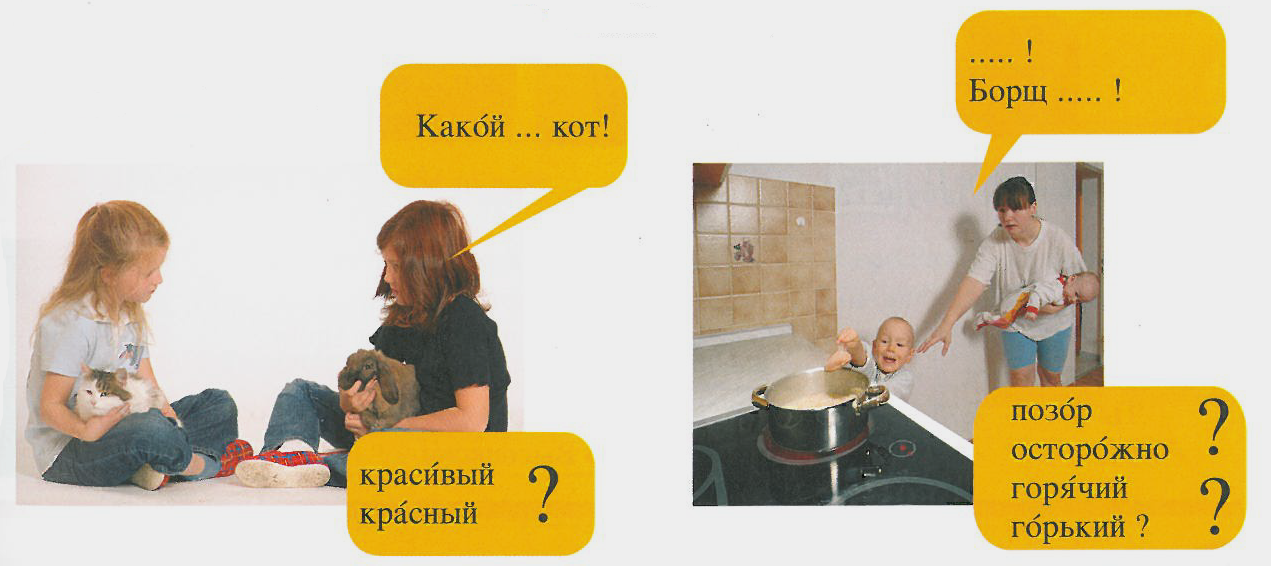 Како́й ... кот!
краси́вый
кра́сный
?
..... !
Борщ ..... !
позо́р
осторо́жно
?
горя́чий
го́рький ?
?